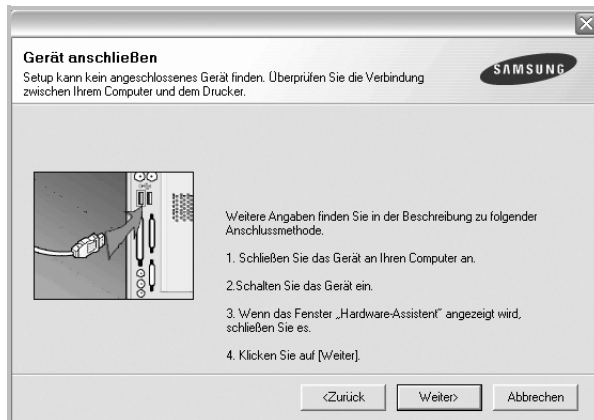 Gerät anschließen
Setup kann kein angeschlossenes Gerät finden. Überprüfen Sie die Verbindung
zwischen Ihrem Computer und dem Drucker.
SAMSUNG
Weitere Angaben finden Sie in der Beschreibung zu folgender
Anschlussmethode.
1. Schließen Sie das Gerät an Ihren Computer an.
2.Schalten Sie das Gerät ein.
3. Wenn das Fenster „Hardware-Assistent" angezeigt wird,
schließen Sie es.
4. Klicken Sie auf [Weiter].
<Zurück Weiter> Abbrechen